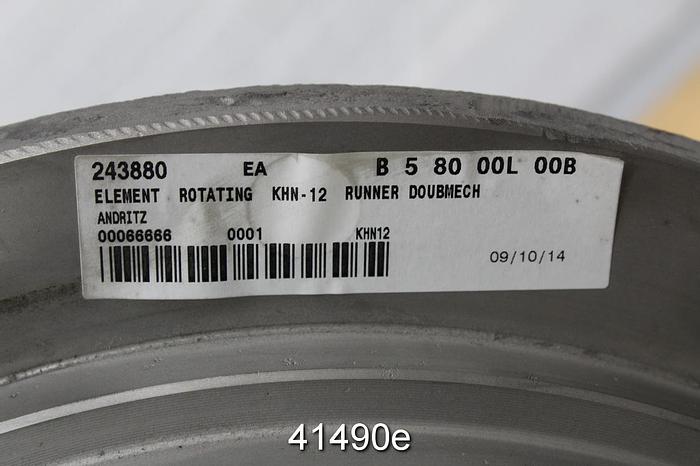 243880 EA B 5 80 00L 00B
ELEMENT ROTATING KHN-12 RUNNER DOUBMECH
ANDRITZ
00066666 0001 KHN12
09/10/14
41490e